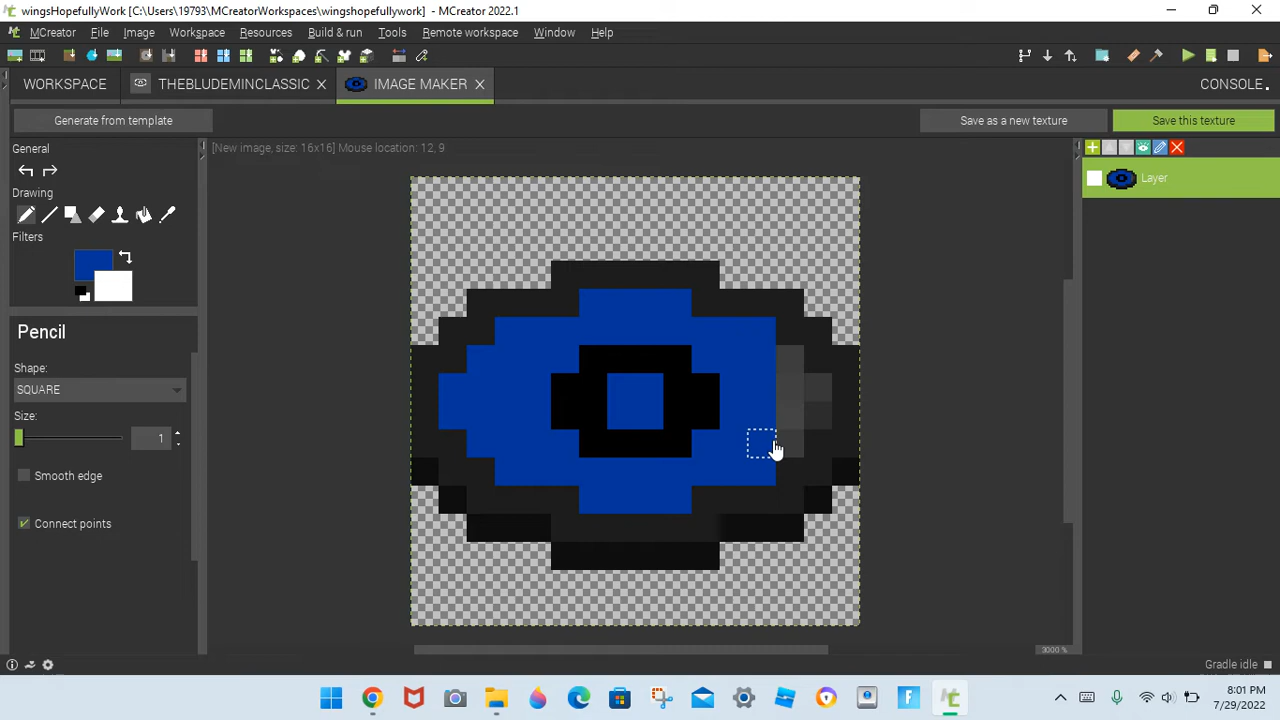 wingsHopefullyWork [C:\Users\19793\MCreatorWorkspaces\wingshopefullywork] - MCreator 2022.1
MCreator File Image Workspace Resources Build & run Tools Remote workspace Window Help
WORKSPACE THEBLUDEMINCLASSIC IMAGE MAKER CONSOLE
Generate from template Save as a new texture Save this texture
General [New image, size: 16x16] Mouse location: 12, 9
Layer
Drawing
Filters
Pencil
Shape:
SQUARE
Size:
1
Smooth edge
Connect points
3000 %
Gradle idle
8:01 PM
7/29/2022